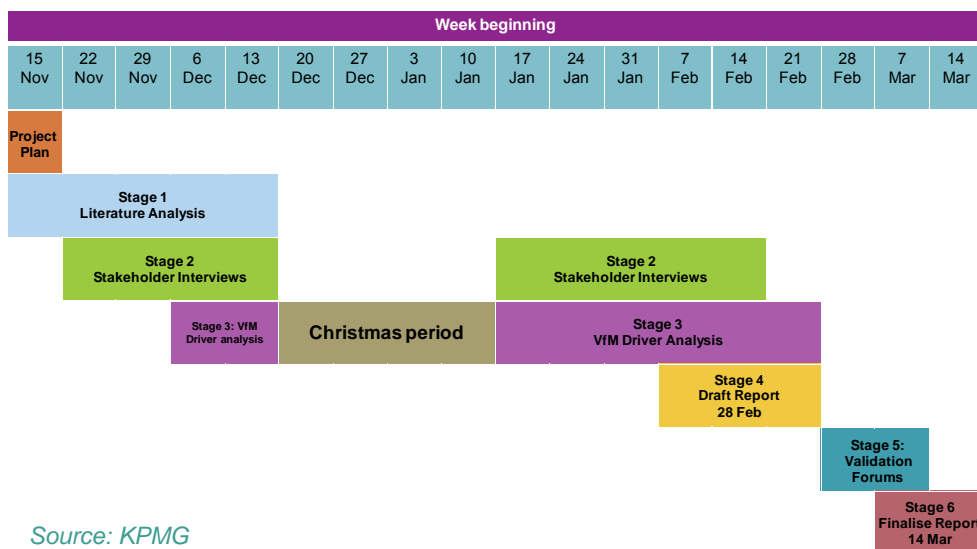 Week beginning
15 22 29 6 13 20 27 3 10 17 24 31 7 14 21 28 7 14
Nov Nov Nov Dec Dec Dec Dec Jan Jan Jan Jan Jan Feb Feb Feb Feb Mar Mar
Project
Plan
Stage 1
Literature Analysis
Stage 2
Stakeholder Interviews
Stage 2
Stakeholder Interviews
Stage 3: VfM
Driver analysis
Christmas period
Stage 3
VfM Driver Analysis
Stage 4
Draft Report
28 Feb
Stage 5:
Validation
Forums
Stage 6
Finalise Report
14 Mar
Source: KPMG